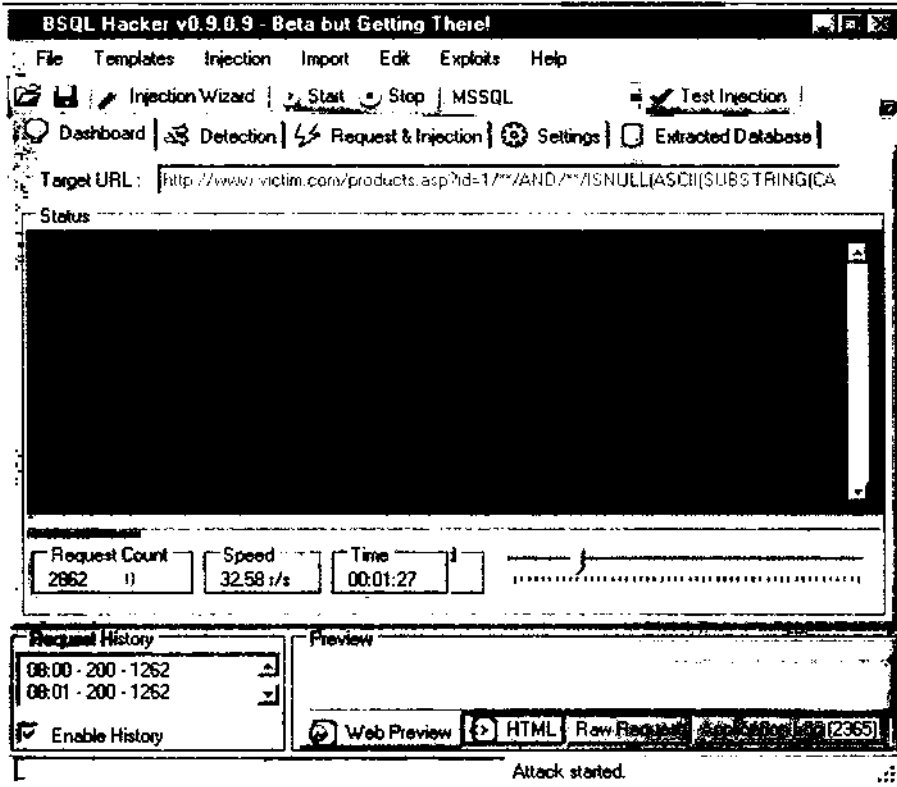 BSQL Hacker v0.9.0.9 - Beta but Getting There!
File Templates Injection Import Edit Exploits Help
Injection Wizard Start Stop MSSQL Test Injection
Dashboard Detection Request & Injection Settings Extracted Database
Target URL : http://www.victim.com/products.asp?id=1/**/AND/**/ISNULL(ASCII(SUBSTRING(CA
Status
Request Count Speed Time
2862 32.58 r/s 00:01:27
Request History Preview
08:00 - 200 - 1262
08:01 - 200 - 1262
Enable History Web Preview HTML Raw Request (2365)
Attack started.